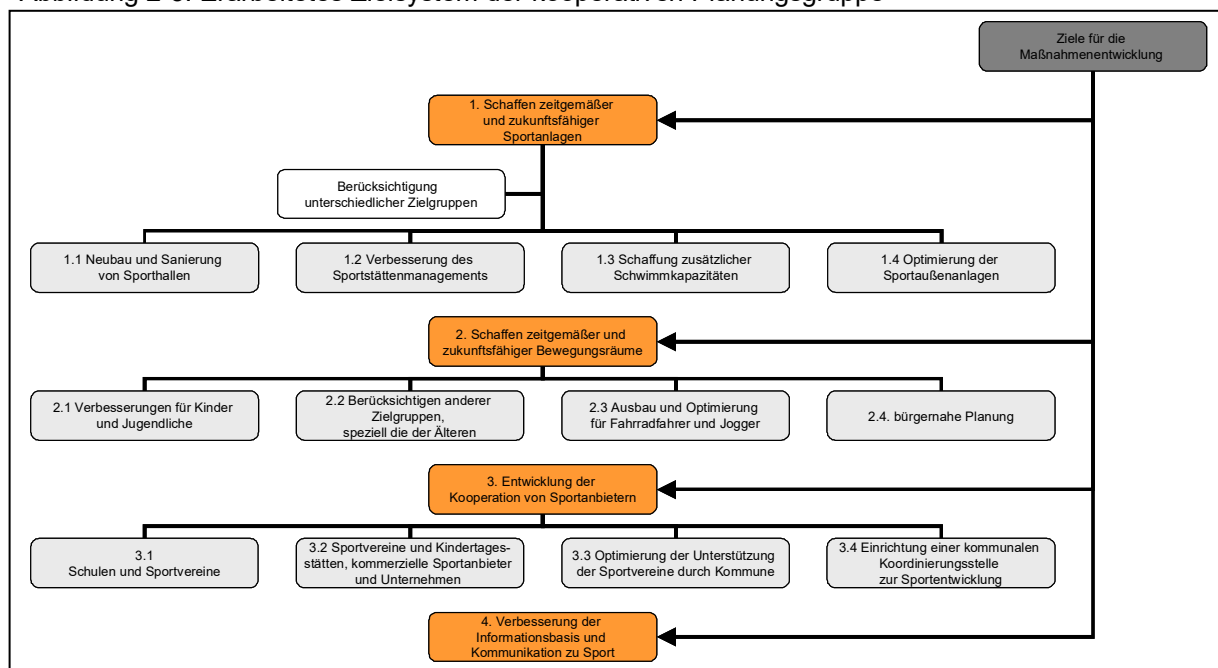 Abbildung 2-6: Erarbeitetes Zielsystem der kooperativen Planungsgruppe
Ziele für die
Maßnahmenentwicklung
1. Schaffen zeitgemäßer
und zukunftsfähiger
Sportanlagen
Berücksichtigung
unterschiedlicher Zielgruppen
1.1 Neubau und Sanierung
von Sporthallen
1.2 Verbesserung des
Sportstättenmanagements
1.3 Schaffung zusätzlicher
Schwimmkapazitäten
1.4 Optimierung der
Sportaußenanlagen
2. Schaffen zeitgemäßer und
zukunftsfähiger Bewegungsräume
2.1 Verbesserungen für Kinder
und Jugendliche
2.2 Berücksichtigen anderer
Zielgruppen,
speziell die der Älteren
2.3 Ausbau und Optimierung
für Fahrradfahrer und Jogger
2.4. bürgernahe Planung
3. Entwicklung der
Kooperation von Sportanbietern
3.1
Schulen und Sportvereine
3.2 Sportvereine und Kindertages-
stätten, kommerzielle Sportanbieter
und Unternehmen
3.3 Optimierung der Unterstützung
der Sportvereine durch Kommune
3.4 Einrichtung einer kommunalen
Koordinierungsstelle
zur Sportentwicklung
4. Verbesserung der
Informationsbasis und
Kommunikation zu Sport